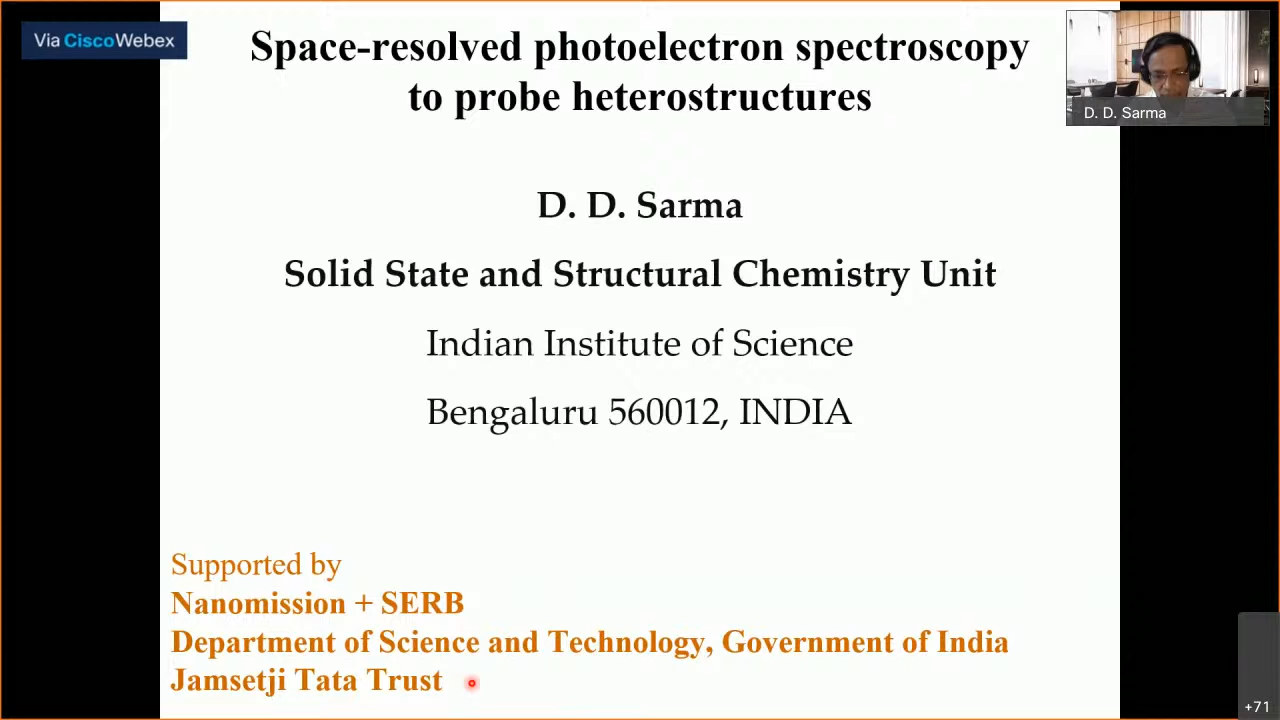 Via CiscoWebex
Space-resolved photoelectron spectroscopy
to probe heterostructures
D. D. Sarma
D. D. Sarma
Solid State and Structural Chemistry Unit
Indian Institute of Science
Bengaluru 560012, INDIA
Supported by
Nanomission + SERB
Department of Science and Technology, Government of India
Jamsetji Tata Trust
+71